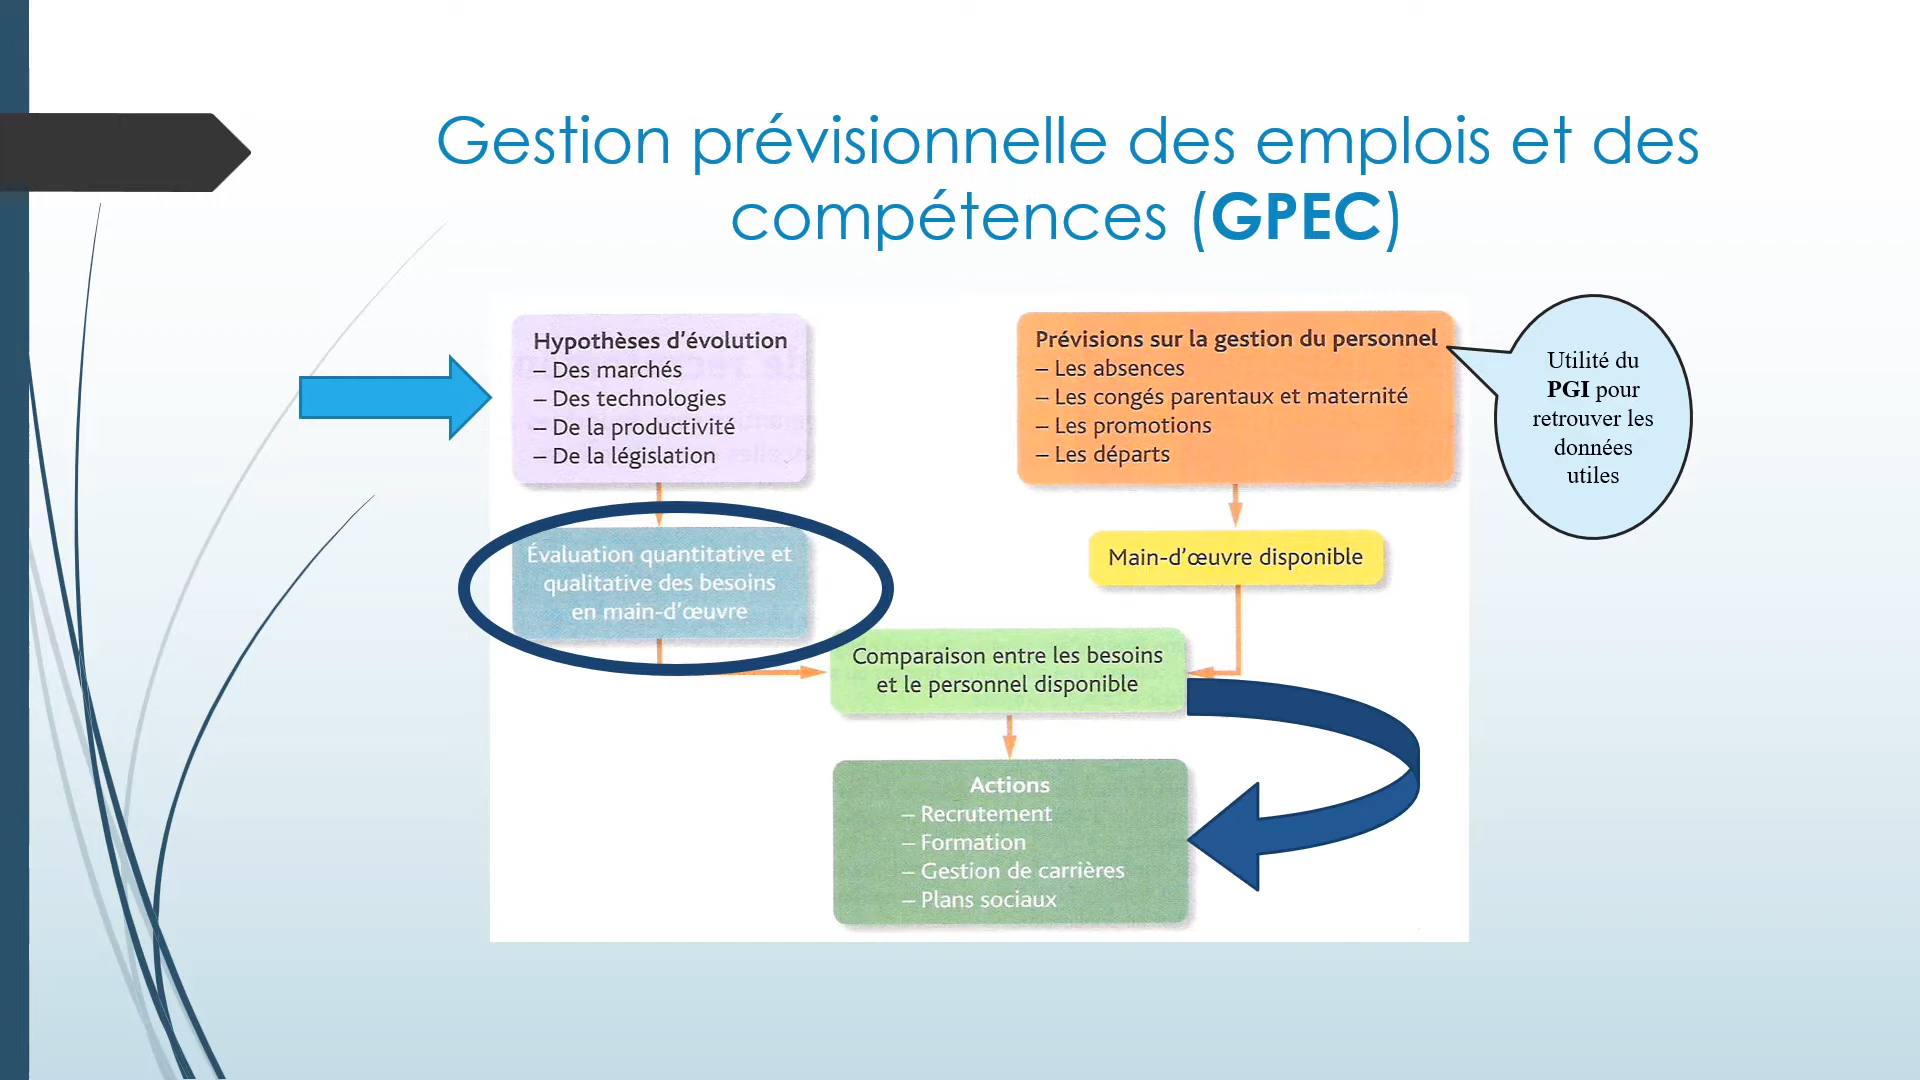 Gestion prévisionnelle des emplois et des
compétences (GPEC)
Hypothèses d'évolution
– Des marchés
– Des technologies
– De la productivité
– De la législation
Prévisions sur la gestion du personnel
– Les absences
– Les congés parentaux et maternité
– Les promotions
– Les départs
Utilité du
PGI pour
retrouver les
données
utiles
Évaluation quantitative et
qualitative des besoins
en main-d'œuvre
Main-d'œuvre disponible
Comparaison entre les besoins
et le personnel disponible
Actions
– Recrutement
– Formation
– Gestion de carrières
– Plans sociaux